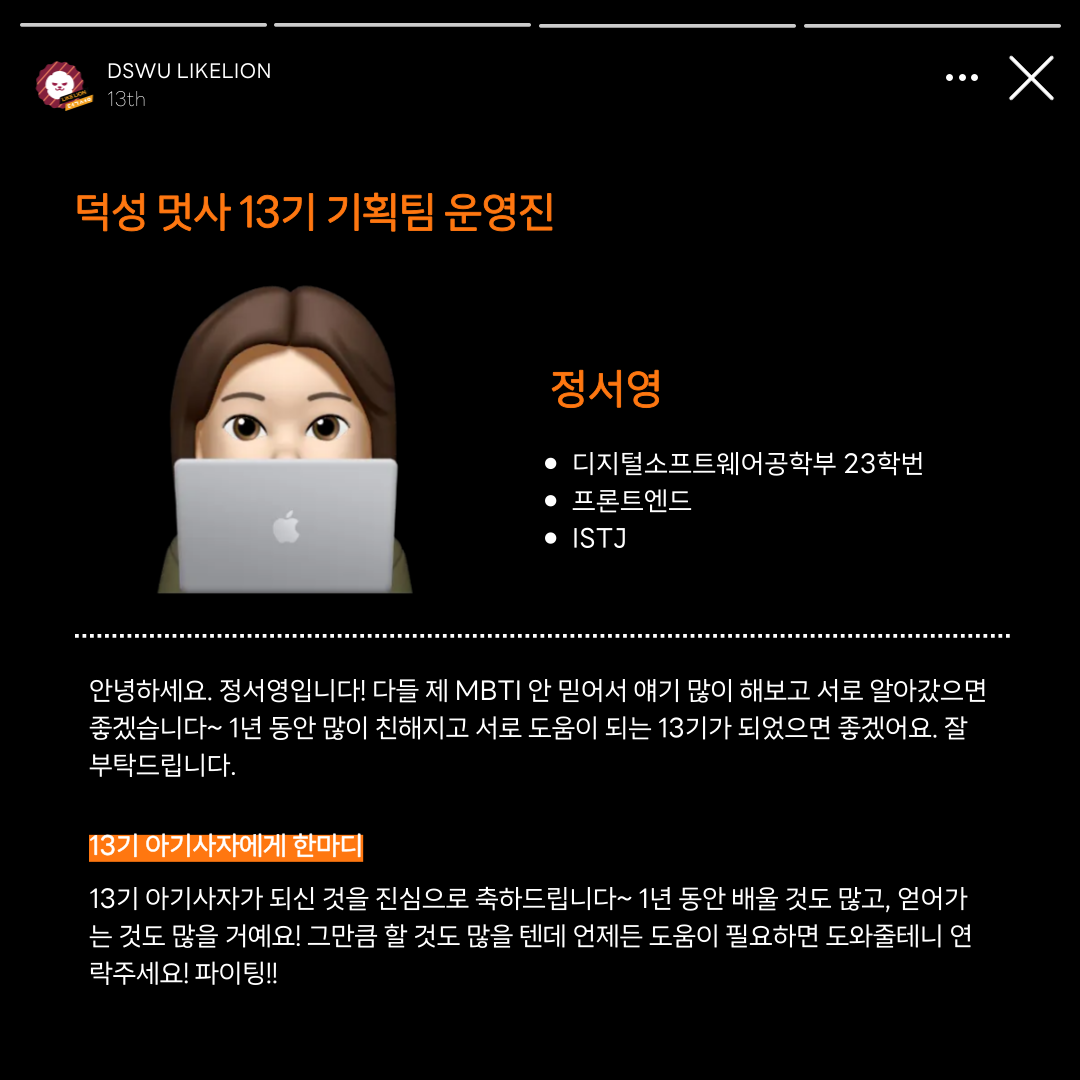 DSWU LIKELION
13th
덕성 멋사 13기 기획팀 운영진
정서영
디지털소프트웨어공학부 23학번
프론트엔드
ISTJ
안녕하세요. 정서영입니다! 다들 제 MBTI 안 믿어서 얘기 많이 해보고 서로 알아갔으면
좋겠습니다~ 1년 동안 많이 친해지고 서로 도움이 되는 13기가 되었으면 좋겠어요. 잘
부탁드립니다.
13기 아기사자에게 한마디
13기 아기사자가 되신 것을 진심으로 축하드립니다~ 1년 동안 배울 것도 많고, 얻어가
는 것도 많을 거예요! 그만큼 할 것도 많을 텐데 언제든 도움이 필요하면 도와줄테니 연
락주세요! 파이팅!!